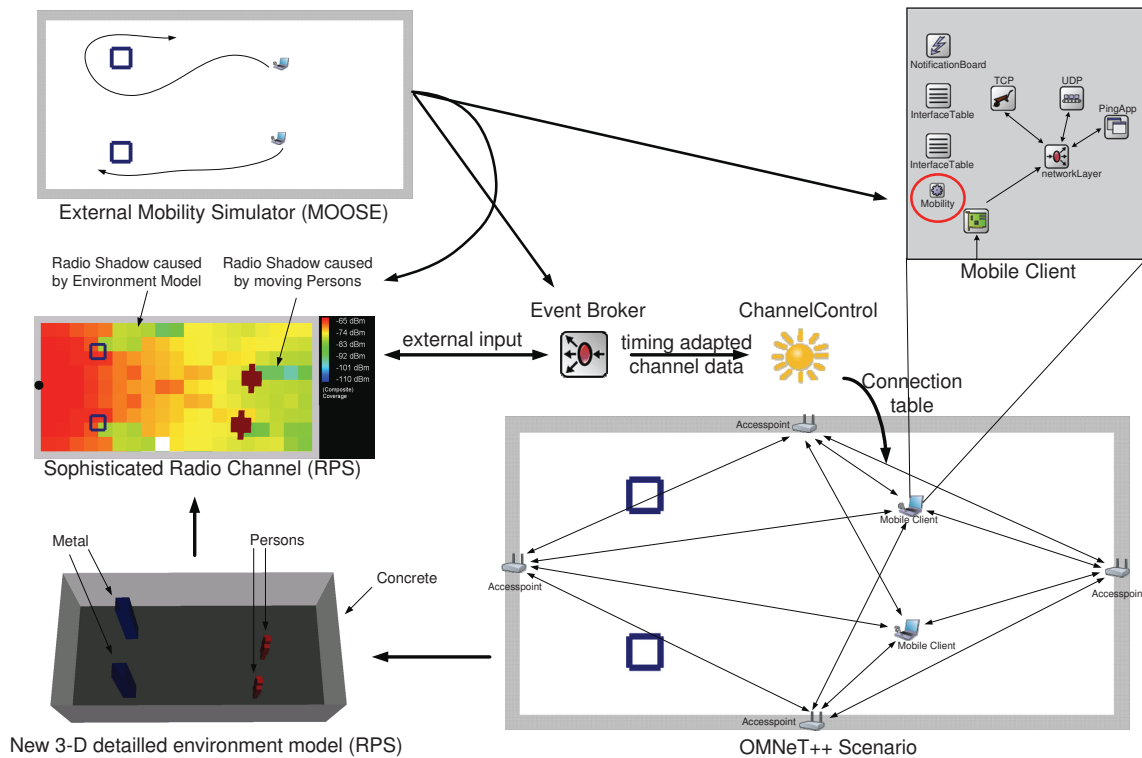 NotificationBoard
TCP
UDP
PingApp
InterfaceTable
InterfaceTable
networkLayer
Mobility
Mobile Client
External Mobility Simulator (MOOSE)
Radio Shadow caused
by Environment Model
Radio Shadow caused
by moving Persons
-65 dBm
-74 dBm
-83 dBm
-92 dBm
-101 dBm
-110 dBm
(Composite)
Coverage
Sophisticated Radio Channel (RPS)
external input
Event Broker
timing adapted
channel data
ChannelControl
Connection
table
Accesspoint
Mobile Client
Accesspoint
Accesspoint
Mobile Client
Accesspoint
OMNeT++ Scenario
Metal
Persons
Concrete
New 3-D detailled environment model (RPS)